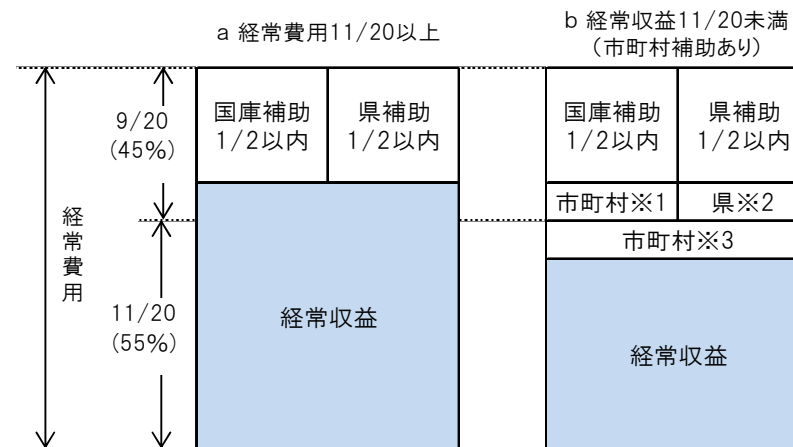 a 経常費用11/20以上
b 経常収益11/20未満
（市町村補助あり）
経常費用
9/20
(45%)
11/20
(55%)
国庫補助
1/2以内
県補助
1/2以内
経常収益
国庫補助
1/2以内
県補助
1/2以内
市町村※1
県※2
市町村※3
経常収益